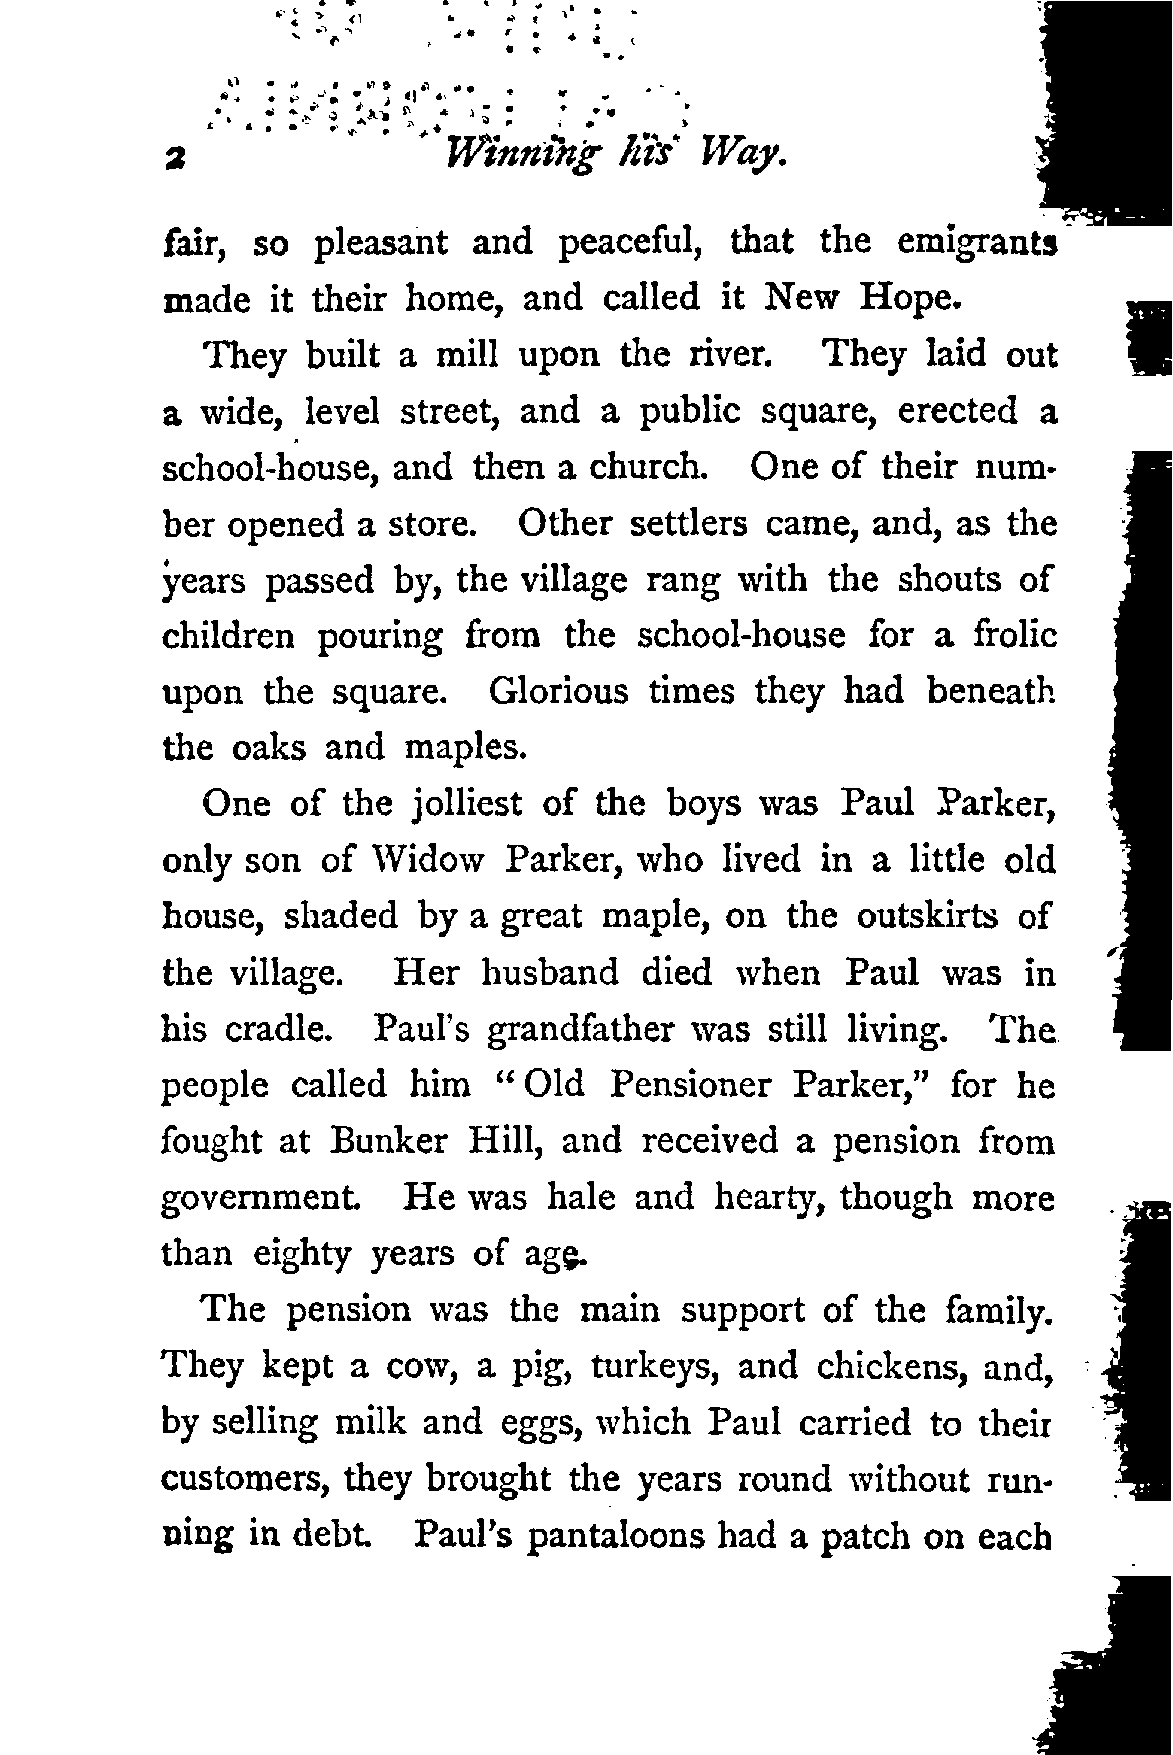 2 Winning his Way.
fair, so pleasant and peaceful, that the emigrants
made it their home, and called it New Hope.
They built a mill upon the river. They laid out
a wide, level street, and a public square, erected a
school-house, and then a church. One of their num-
ber opened a store. Other settlers came, and, as the
years passed by, the village rang with the shouts of
children pouring from the school-house for a frolic
upon the square. Glorious times they had beneath
the oaks and maples.
One of the jolliest of the boys was Paul Parker,
only son of Widow Parker, who lived in a little old
house, shaded by a great maple, on the outskirts of
the village. Her husband died when Paul was in
his cradle. Paul's grandfather was still living. The
people called him “Old Pensioner Parker,” for he
fought at Bunker Hill, and received a pension from
government. He was hale and hearty, though more
than eighty years of age.
The pension was the main support of the family.
They kept a cow, a pig, turkeys, and chickens, and,
by selling milk and eggs, which Paul carried to their
customers, they brought the years round without run-
ning in debt. Paul's pantaloons had a patch on each